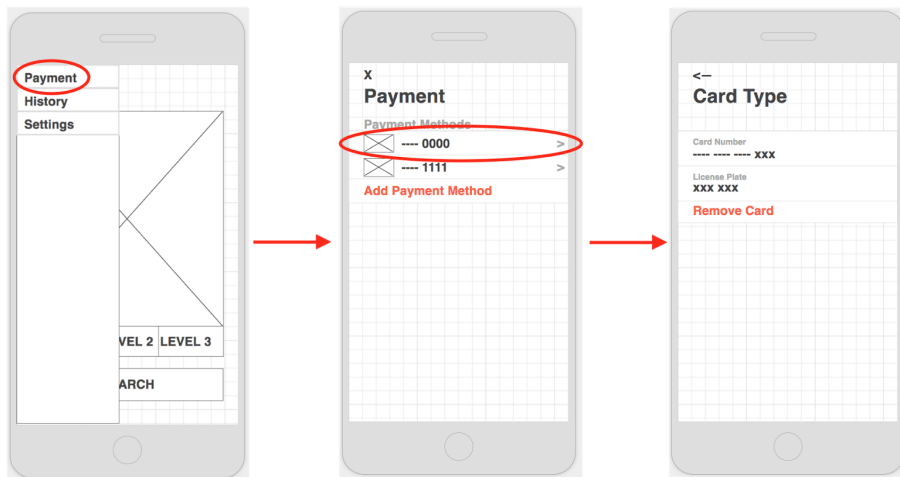 Payment
History
Settings
VEL 2 LEVEL 3
ARCH
X
Payment
Payment Methods
---- 0000 >
---- 1111 >
Add Payment Method
<—
Card Type
Card Number
---- ---- ---- XXX
License Plate
XXX XXX
Remove Card